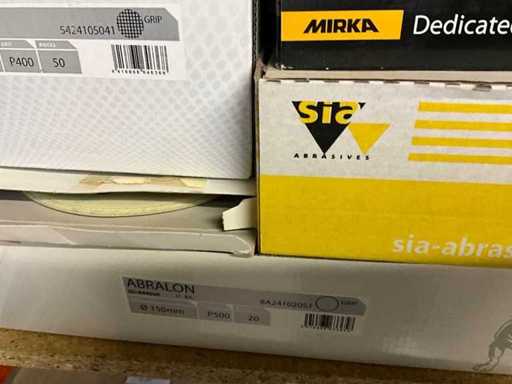 5424105041 GRIP
P400 50
MIRKA Dedicated
sia
ABRASIVES
sia-abras
ABRALON
8A24102051 GRIP
Ø 150mm P500 20